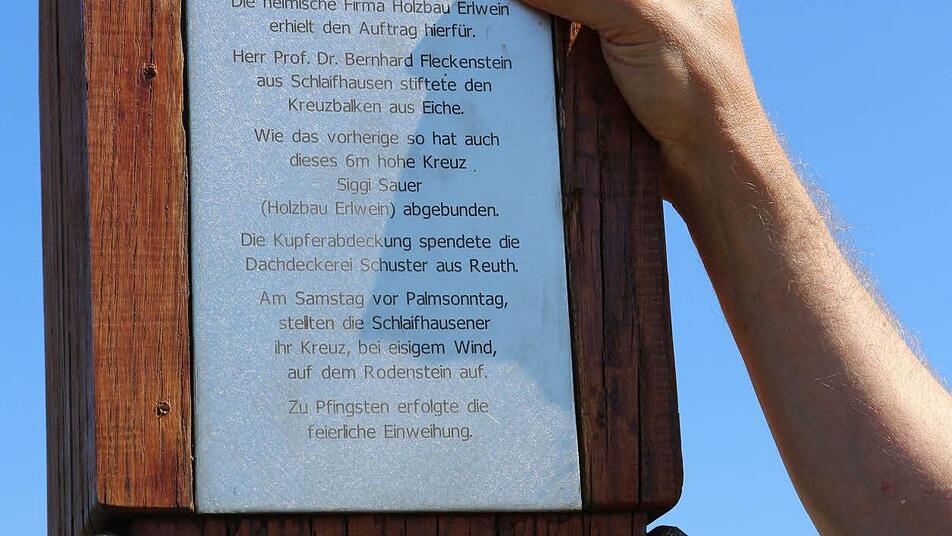 Die heimische Firma Holzbau Erlwein
erhielt den Auftrag hierfür.
Herr Prof. Dr. Bernhard Fleckenstein
aus Schlaifhausen stiftete den
Kreuzbalken aus Eiche.
Wie das vorherige so hat auch
dieses 6m hohe Kreuz
Siggi Sauer
(Holzbau Erlwein) abgebunden.
Die Kupferabdeckung spendete die
Dachdeckerei Schuster aus Reuth.
Am Samstag vor Palmsonntag,
stellten die Schlaifhausener
ihr Kreuz, bei eisigem Wind,
auf dem Rodenstein auf.
Zu Pfingsten erfolgte die
feierliche Einweihung.